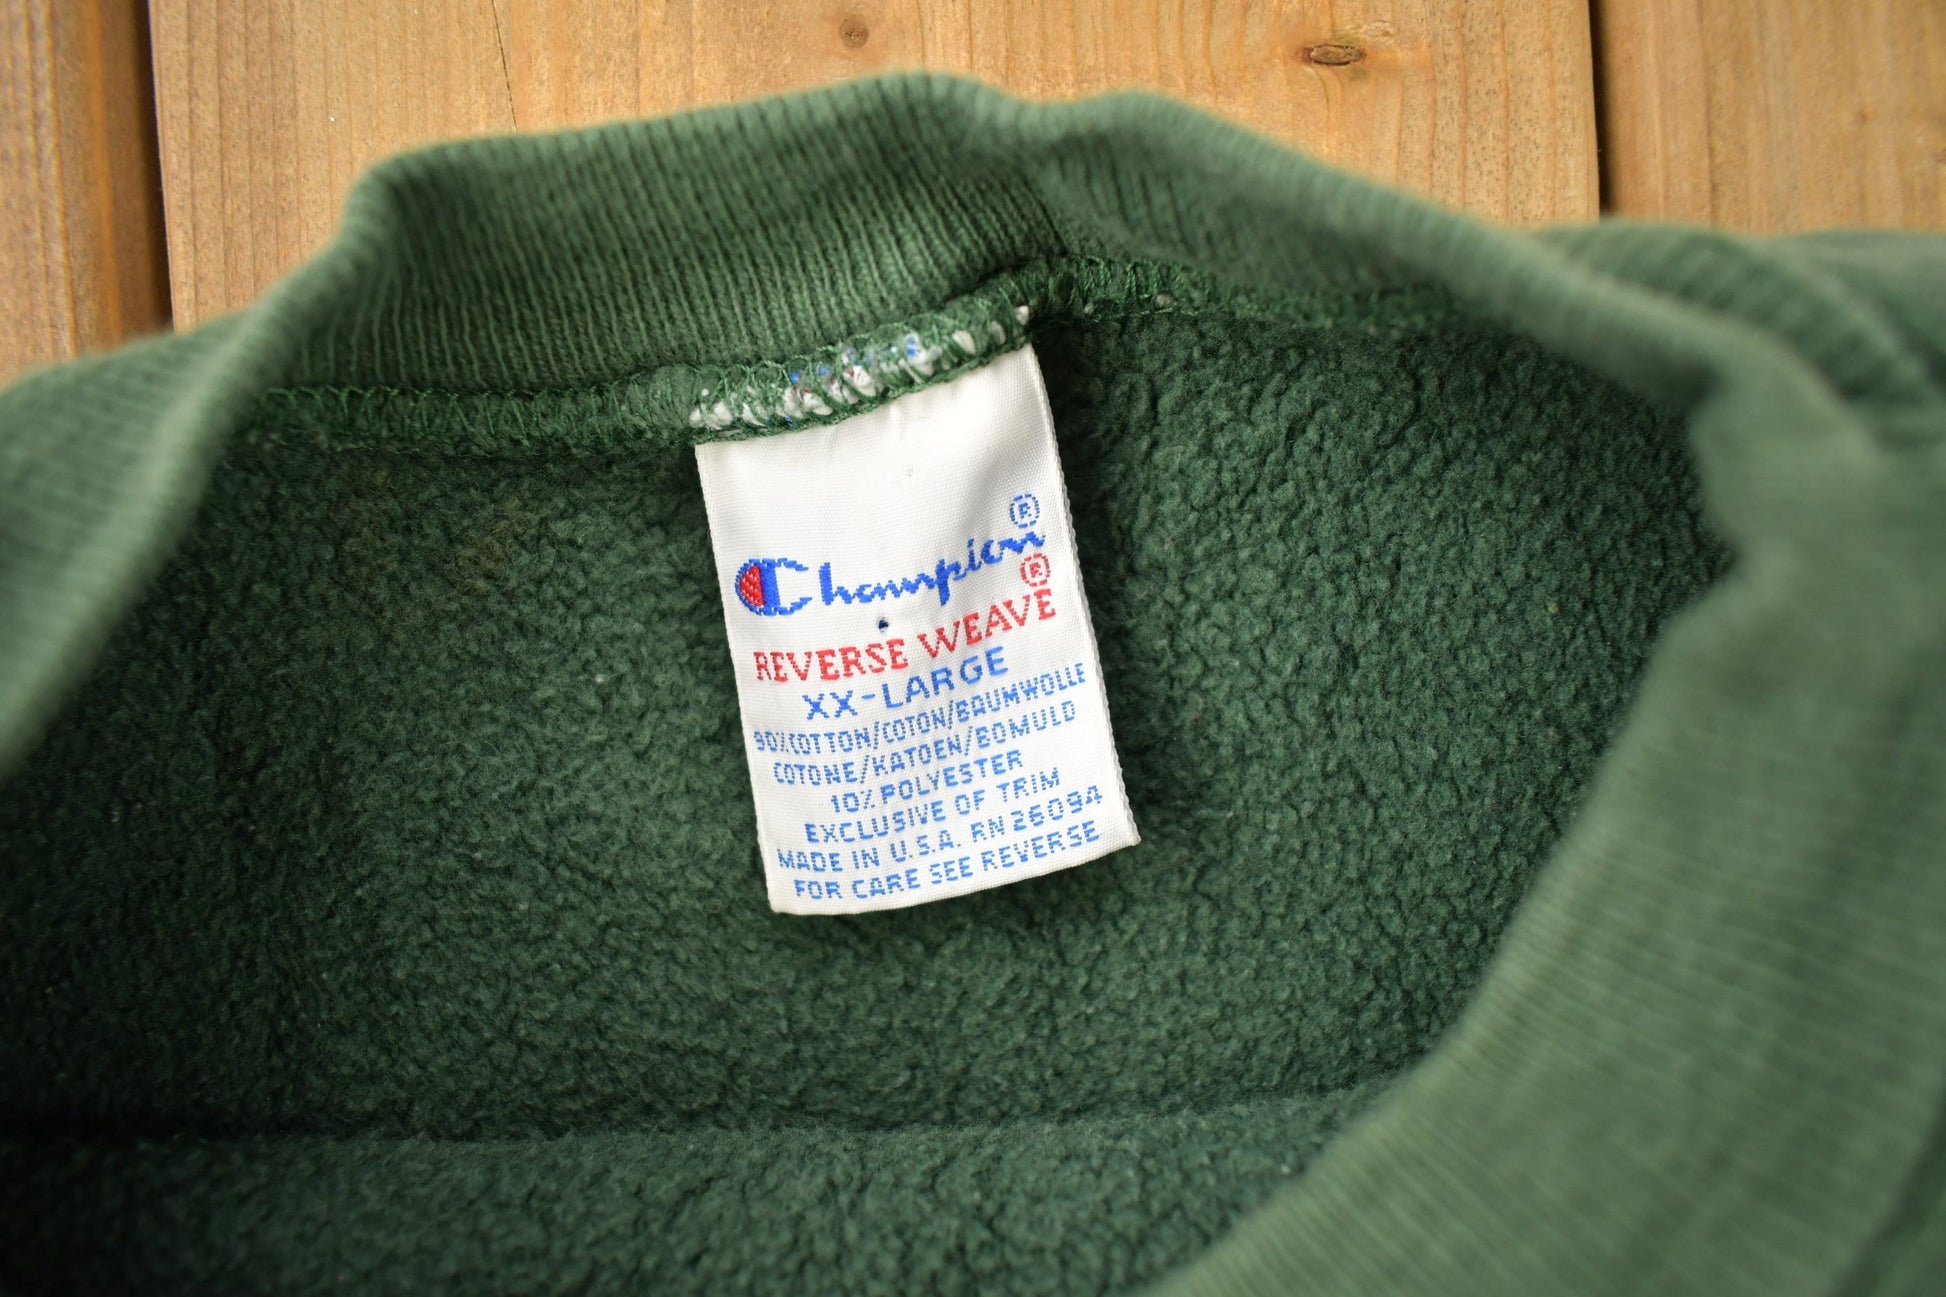 Champion®
REVERSE WEAVE®
XX-LARGE
90% COTTON/COTON/BAUMWOLLE
COTONE/KATOEN/BOMULD
10% POLYESTER
EXCLUSIVE OF TRIM
MADE IN U.S.A. RN 26094
FOR CARE SEE REVERSE